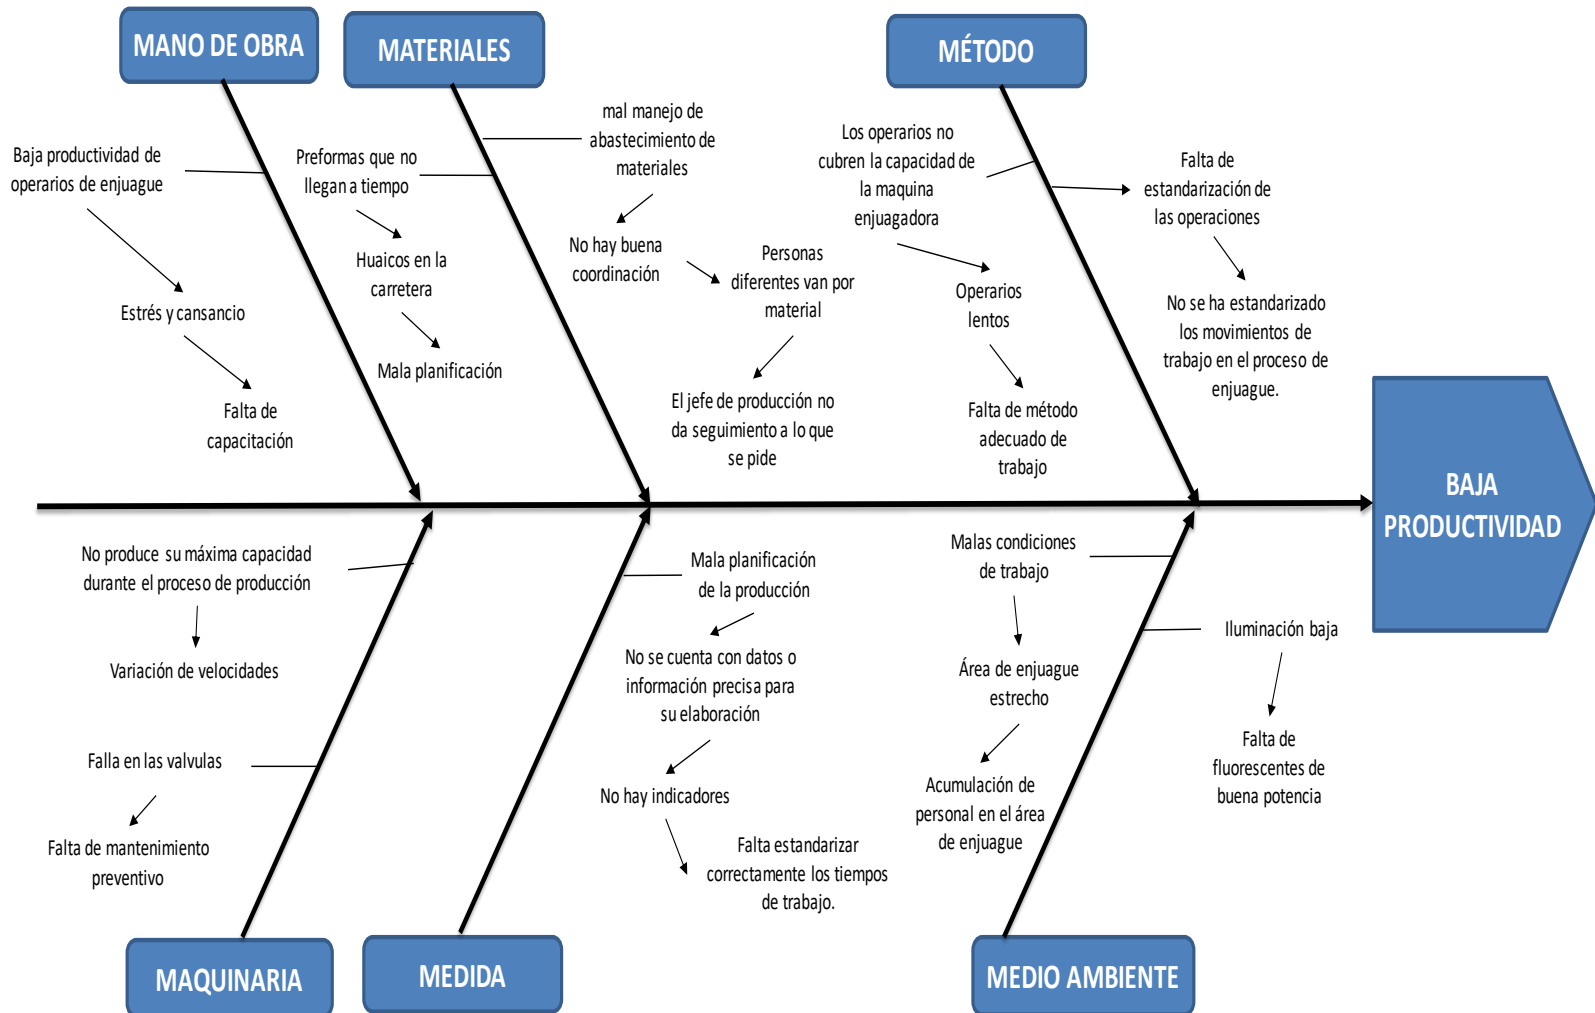 MANO DE OBRA
MATERIALES
MÉTODO
Baja productividad de
operarios de enjuague
Estrés y cansancio
Falta de
capacitación
Preformas que no
llegan a tiempo
Huaicos en la
carretera
Mala planificación
mal manejo de
abastecimiento de
materiales
No hay buena
coordinación
Personas
diferentes van por
material
El jefe de producción no
da seguimiento a lo que
se pide
Los operarios no
cubren la capacidad de
la maquina
enjuagadora
Operarios
lentos
Falta de método
adecuado de
trabajo
Falta de
estandarización de
las operaciones
No se ha estandarizado
los movimientos de
trabajo en el proceso de
enjuague.
BAJA
PRODUCTIVIDAD
No produce su máxima capacidad
durante el proceso de producción
Variación de velocidades
Falla en las valvulas
Falta de mantenimiento
preventivo
Mala planificación
de la producción
No se cuenta con datos o
información precisa para
su elaboración
No hay indicadores
Falta estandarizar
correctamente los tiempos
de trabajo.
Malas condiciones
de trabajo
Área de enjuague
estrecho
Acumulación de
personal en el área
de enjuague
Iluminación baja
Falta de
fluorescentes de
buena potencia
MAQUINARIA
MEDIDA
MEDIO AMBIENTE